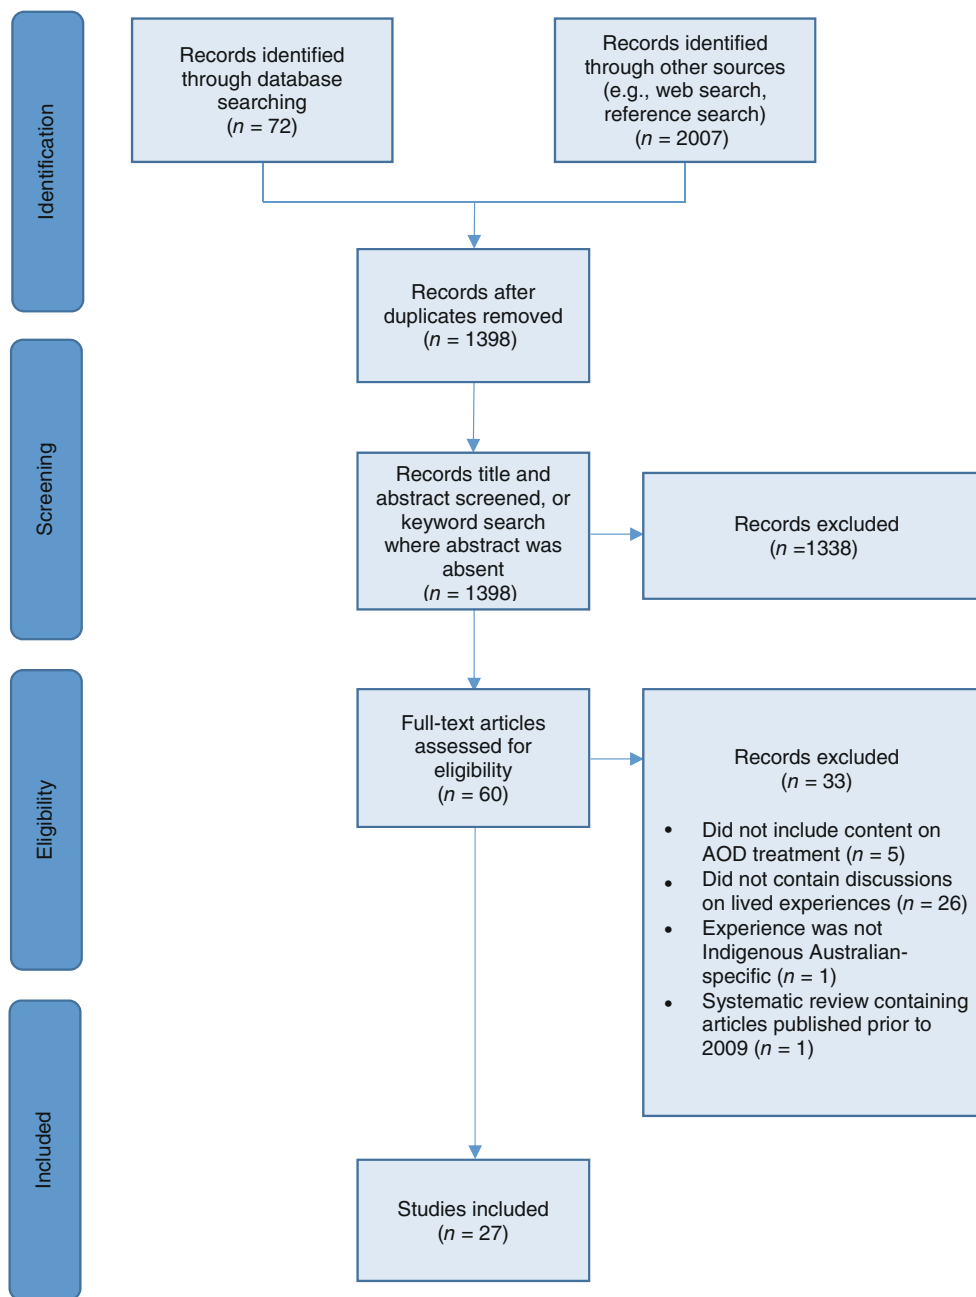 Identification
Records identified
through database
searching
(n = 72)
Records identified
through other sources
(e.g., web search,
reference search)
(n = 2007)
Records after
duplicates removed
(n = 1398)
Screening
Records title and
abstract screened, or
keyword search
where abstract was
absent
(n = 1398)
Records excluded
(n =1338)
Eligibility
Full-text articles
assessed for
eligibility
(n = 60)
Records excluded
(n = 33)
• Did not include content on
AOD treatment (n = 5)
• Did not contain discussions
on lived experiences (n = 26)
• Experience was not
Indigenous Australian-
specific (n = 1)
• Systematic review containing
articles published prior to
2009 (n = 1)
Included
Studies included
(n = 27)